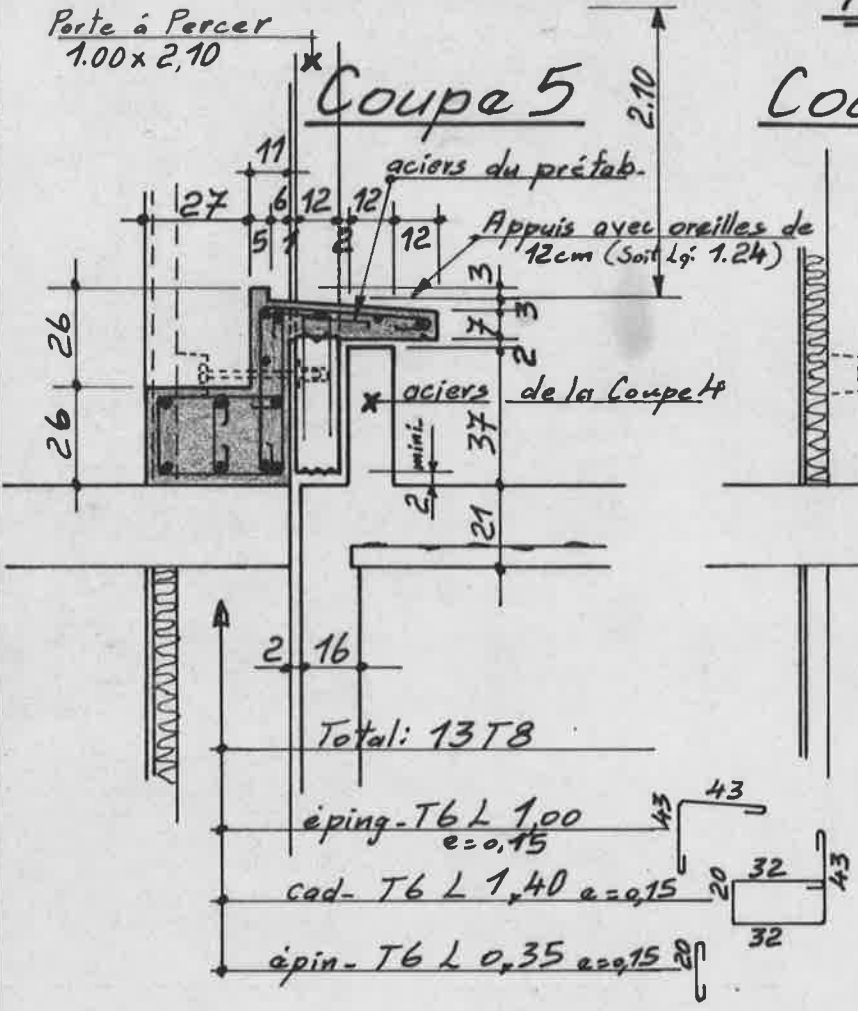 Porte à Percer
1.00 x 2,10
Coupe 5
2.10
11
aciers du préfab.
27
6
12
12
5
1
2
12
Appuis avec oreilles de
12cm (Soit Lg: 1.24)
3
3
7
2
26
26
aciers de la Coupe 4
37
mini
2
21
2
16
Total: 13 T8
éping - T6 L 1,00
e=0,15
43
43
cad - T6 L 1,40 e=0,15
20
32
43
32
épin - T6 L 0,35 e=0,15
20